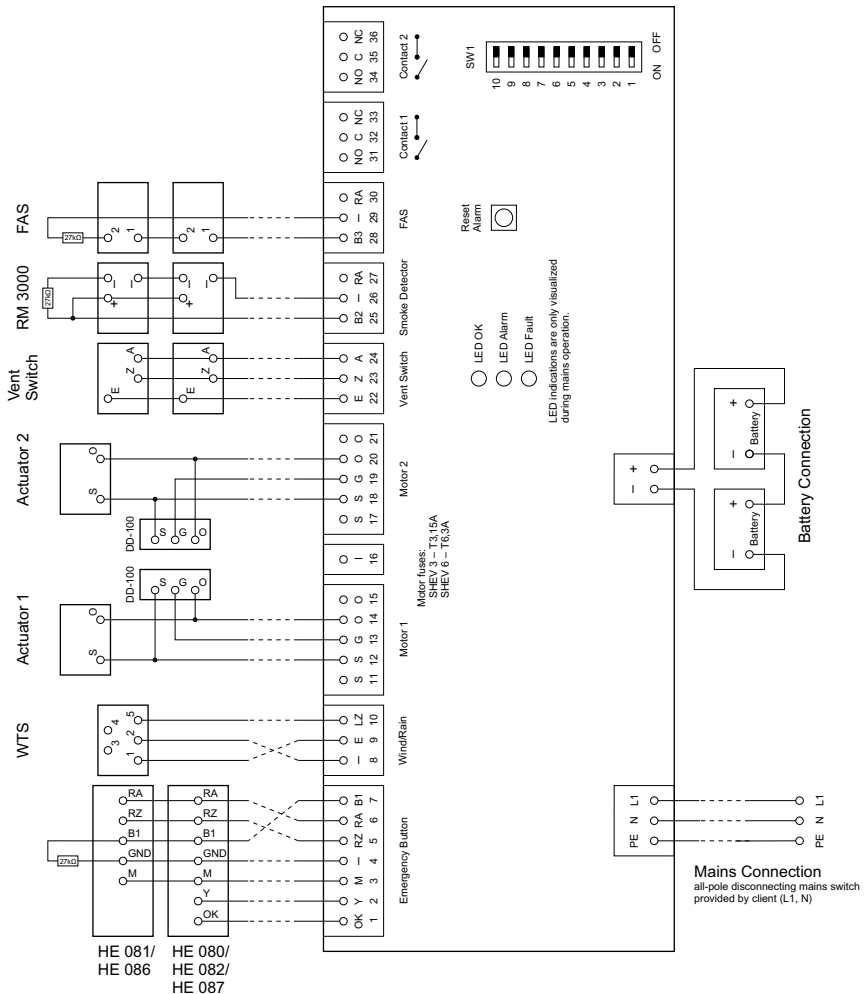 FAS
RM 3000
Vent
Switch
Actuator 2
Actuator 1
WTS
27kΩ
2
1
2
1
27kΩ
+
–
–
+
–
–
E
Z
A
E
Z
A
S
O
DD-100
S
G
O
S
O
DD-100
S
G
O
1
2
3
4
5
27kΩ
RA
RZ
B1
GND
M
RA
RZ
B1
GND
M
Y
OK
HE 081/
HE 086
HE 080/
HE 082/
HE 087
NO C NC
34 35 36
Contact 2
NO C NC
31 32 33
Contact 1
B3 – RA
28 29 30
FAS
B2 – RA
25 26 27
Smoke Detector
E Z A
22 23 24
Vent Switch
S S G O O
17 18 19 20 21
Motor 2
–
16
S S G O O
11 12 13 14 15
Motor 1
– E LZ
8 9 10
Wind/Rain
OK Y M – RZ RA B1
1 2 3 4 5 6 7
Emergency Button
SW1
10 9 8 7 6 5 4 3 2 1
ON OFF
Reset
Alarm
LED OK
LED Alarm
LED Fault
LED indications are only visualized
during mains operation.
Motor fuses:
SHEV 3 – T3,15A
SHEV 6 – T6,3A
– +
– +
Battery
– +
Battery
Battery Connection
PE N L1
PE N L1
Mains Connection
all-pole disconnecting mains switch
provided by client (L1, N)